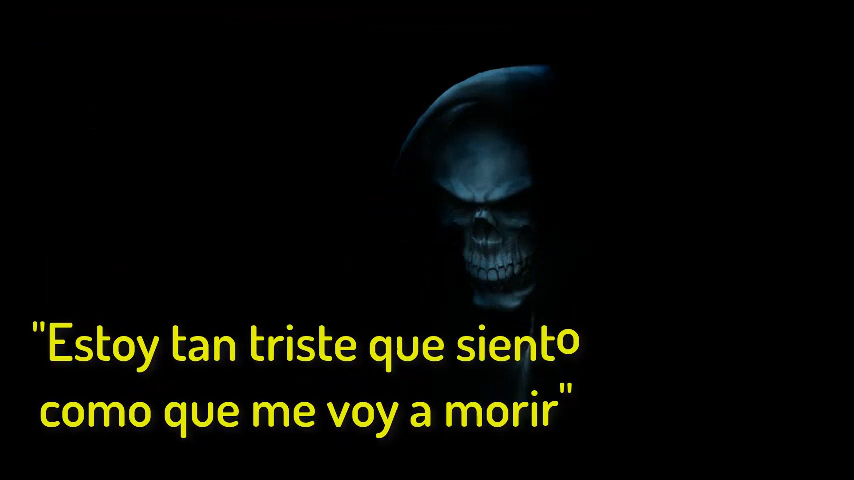 "Estoy tan triste que siento
como que me voy a morir"